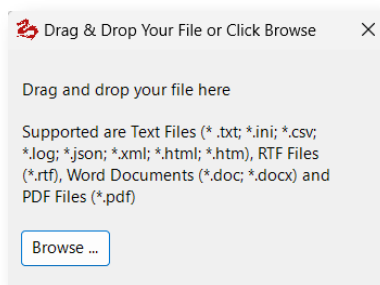 Drag & Drop Your File or Click Browse
Drag and drop your file here
Supported are Text Files (* .txt; *.ini; *.csv;
*.log; *.json; *.xml; *.html; *.htm), RTF Files
(*.rtf), Word Documents (*.doc; *.docx) and
PDF Files (*.pdf)
Browse ...